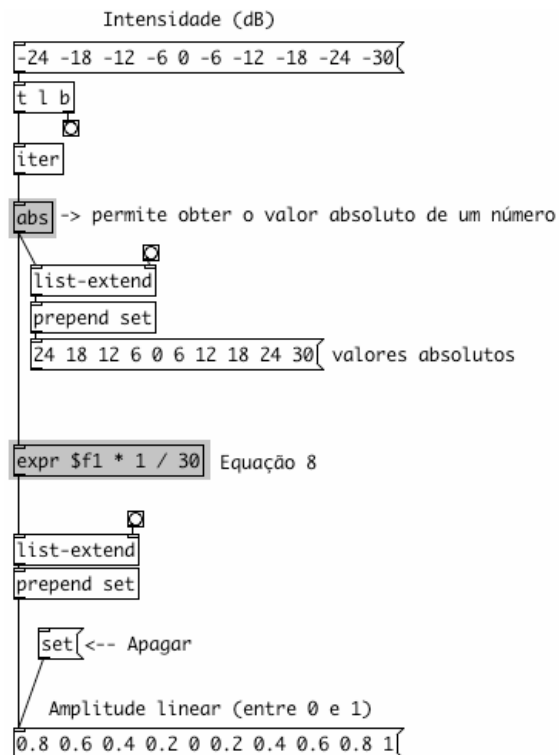 Intensidade (dB)
-24 -18 -12 -6 0 -6 -12 -18 -24 -30
t l b
iter
abs -> permite obter o valor absoluto de um número
list-extend
prepend set
24 18 12 6 0 6 12 18 24 30 valores absolutos
expr $f1 * 1 / 30 Equação 8
list-extend
prepend set
set <-- Apagar
Amplitude linear (entre 0 e 1)
0.8 0.6 0.4 0.2 0 0.2 0.4 0.6 0.8 1